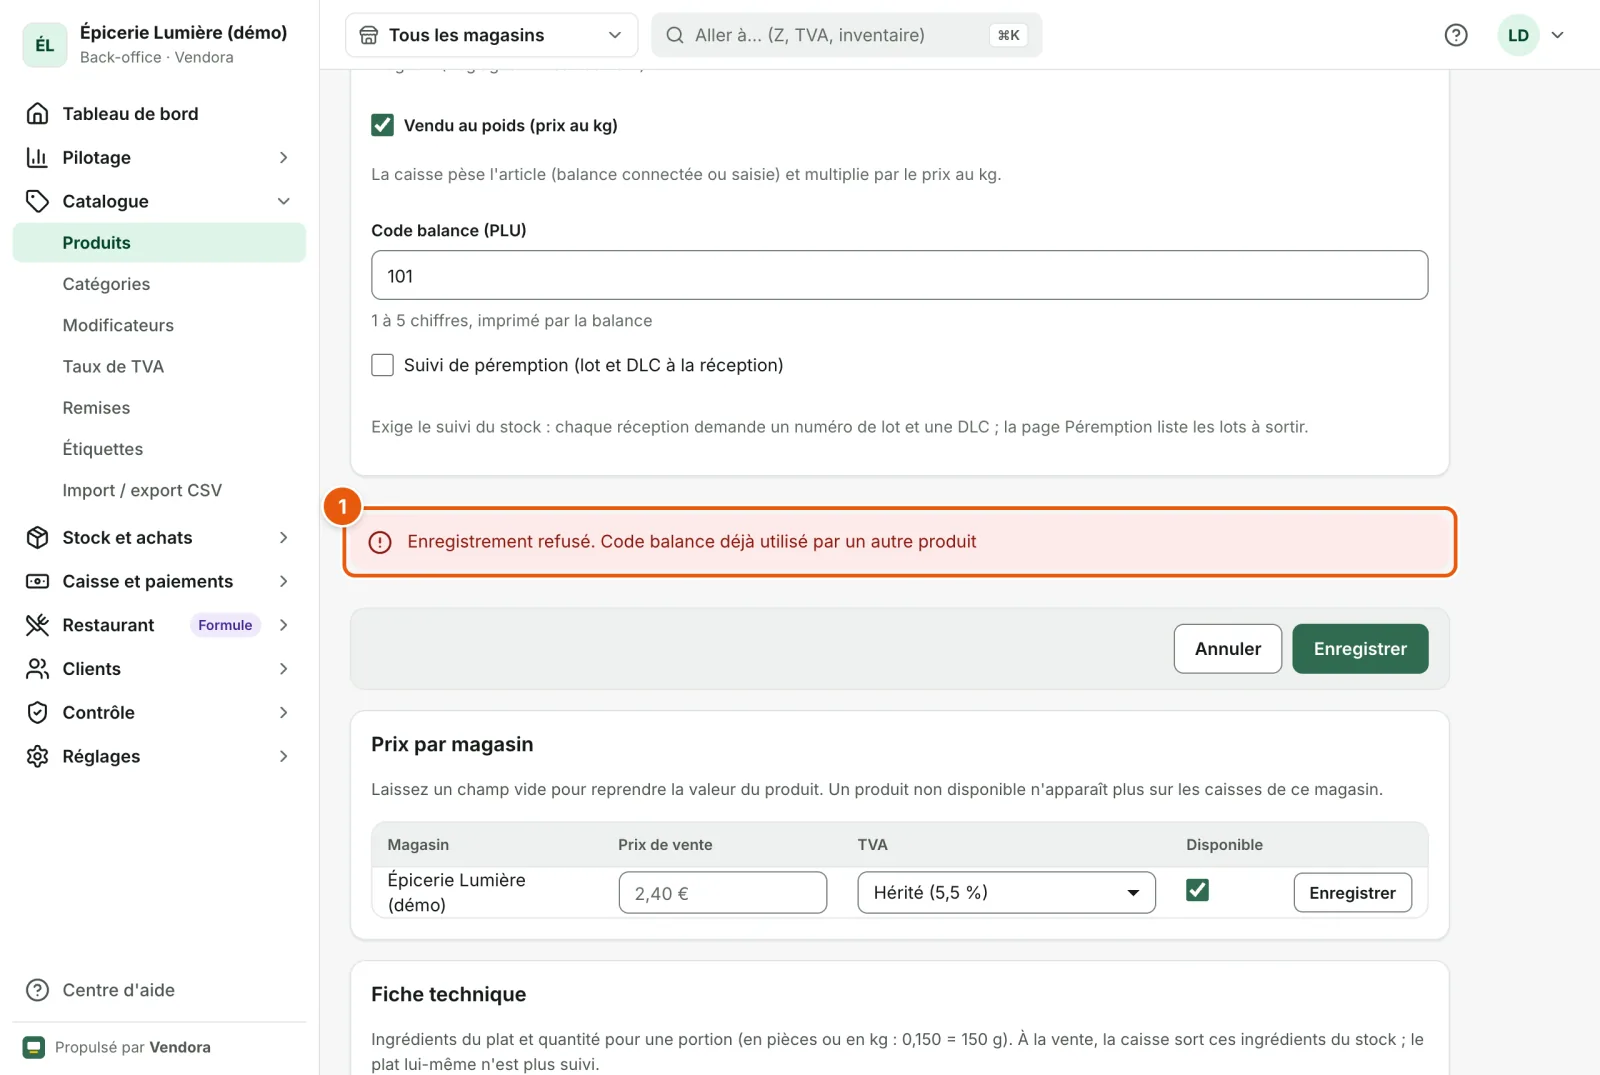 ÉL
Épicerie Lumière (démo)
Back-office · Vendora
Tous les magasins
Aller à... (Z, TVA, inventaire)
⌘K
LD
Tableau de bord
Pilotage
Catalogue
Produits
Catégories
Modificateurs
Taux de TVA
Remises
Étiquettes
Import / export CSV
Stock et achats
Caisse et paiements
Restaurant
Formule
Clients
Contrôle
Réglages
Centre d'aide
Propulsé par Vendora
Vendu au poids (prix au kg)
La caisse pèse l'article (balance connectée ou saisie) et multiplie par le prix au kg.
Code balance (PLU)
101
1 à 5 chiffres, imprimé par la balance
Suivi de péremption (lot et DLC à la réception)
Exige le suivi du stock : chaque réception demande un numéro de lot et une DLC ; la page Péremption liste les lots à sortir.
1
Enregistrement refusé. Code balance déjà utilisé par un autre produit
Annuler
Enregistrer
Prix par magasin
Laissez un champ vide pour reprendre la valeur du produit. Un produit non disponible n'apparaît plus sur les caisses de ce magasin.
Magasin
Prix de vente
TVA
Disponible
Épicerie Lumière
(démo)
2,40 €
Hérité (5,5 %)
Enregistrer
Fiche technique
Ingrédients du plat et quantité pour une portion (en pièces ou en kg : 0,150 = 150 g). À la vente, la caisse sort ces ingrédients du stock ; le
plat lui-même n'est plus suivi.